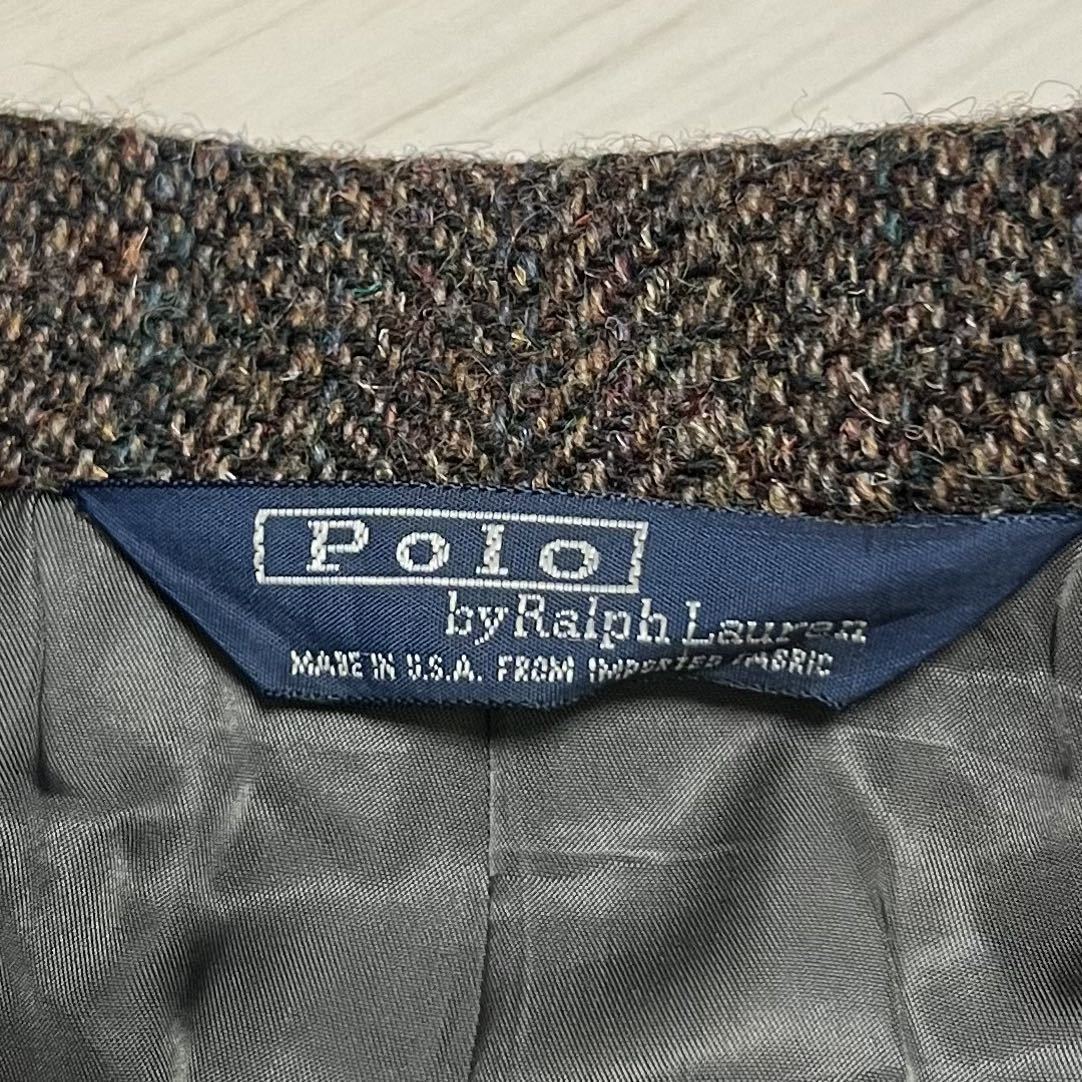 Polo
by Ralph Lauren
MADE IN U.S.A. FROM IMPORTED FABRIC